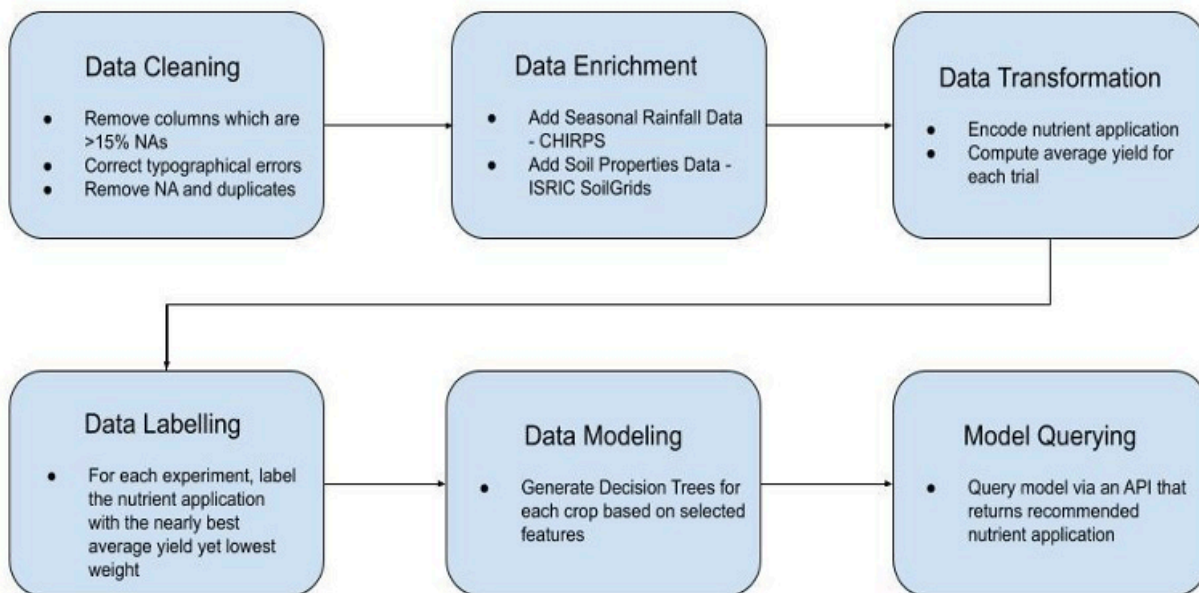 Data Cleaning
● Remove columns which are
>15% NAs
● Correct typographical errors
● Remove NA and duplicates
Data Enrichment
● Add Seasonal Rainfall Data
- CHIRPS
● Add Soil Properties Data -
ISRIC SoilGrids
Data Transformation
● Encode nutrient application
● Compute average yield for
each trial
Data Labelling
● For each experiment, label
the nutrient application
with the nearly best
average yield yet lowest
weight
Data Modeling
● Generate Decision Trees for
each crop based on selected
features
Model Querying
● Query model via an API that
returns recommended
nutrient application